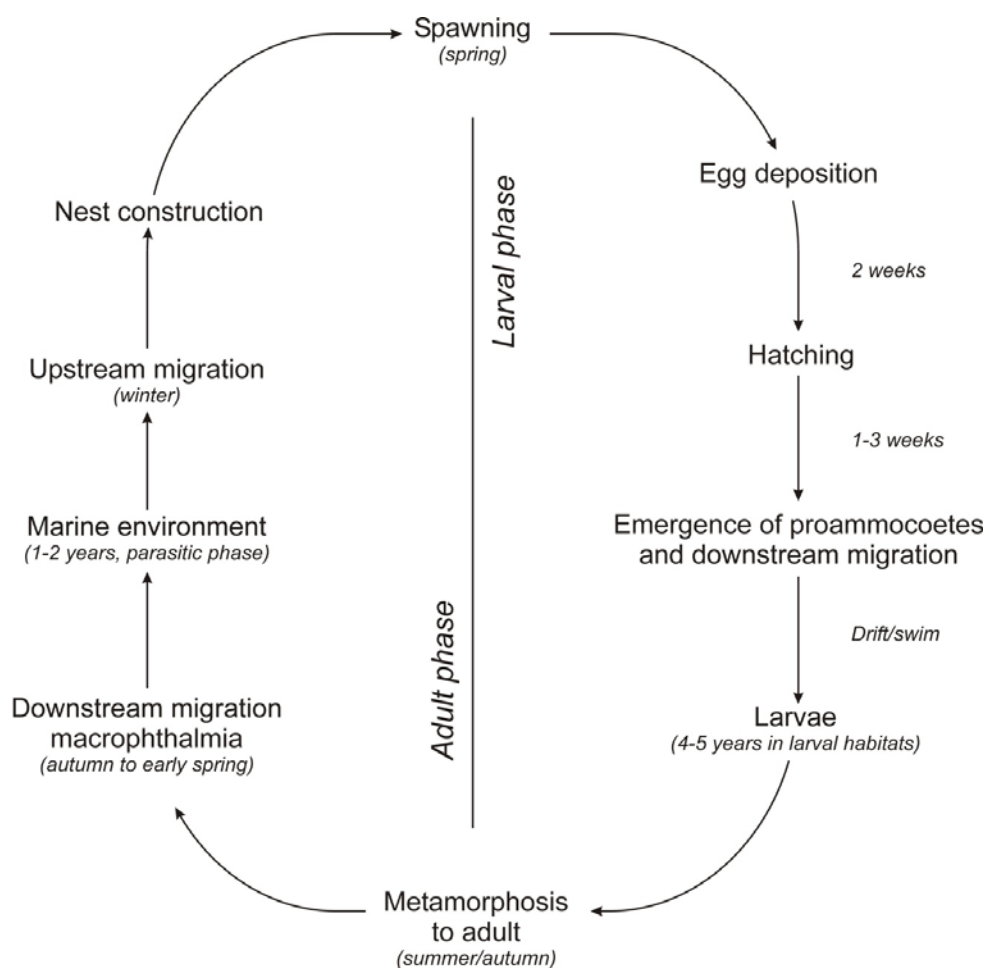 Spawning
(spring)
Egg deposition
2 weeks
Hatching
1-3 weeks
Emergence of proammocoetes
and downstream migration
Drift/swim
Larvae
(4-5 years in larval habitats)
Metamorphosis
to adult
(summer/autumn)
Downstream migration
macrophthalmia
(autumn to early spring)
Marine environment
(1-2 years, parasitic phase)
Upstream migration
(winter)
Nest construction
Larval phase
Adult phase